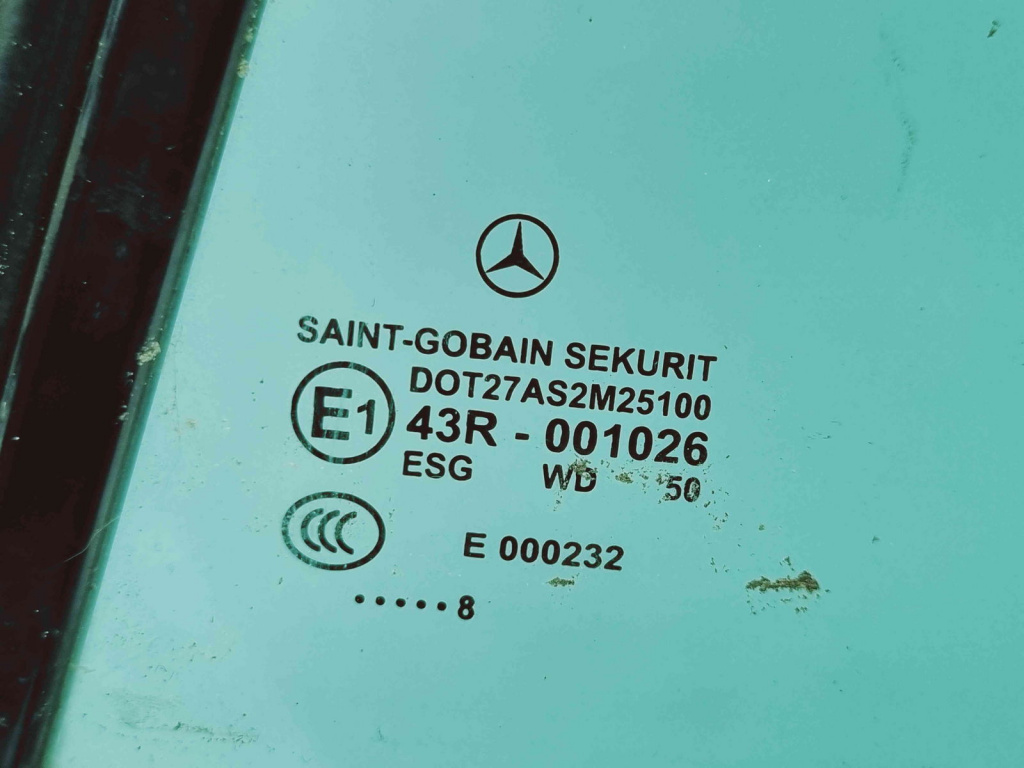 SAINT-GOBAIN SEKURIT
DOT27AS2M25100
E1
43R - 001026
ESG WD 50
CCC
E 000232
.....8